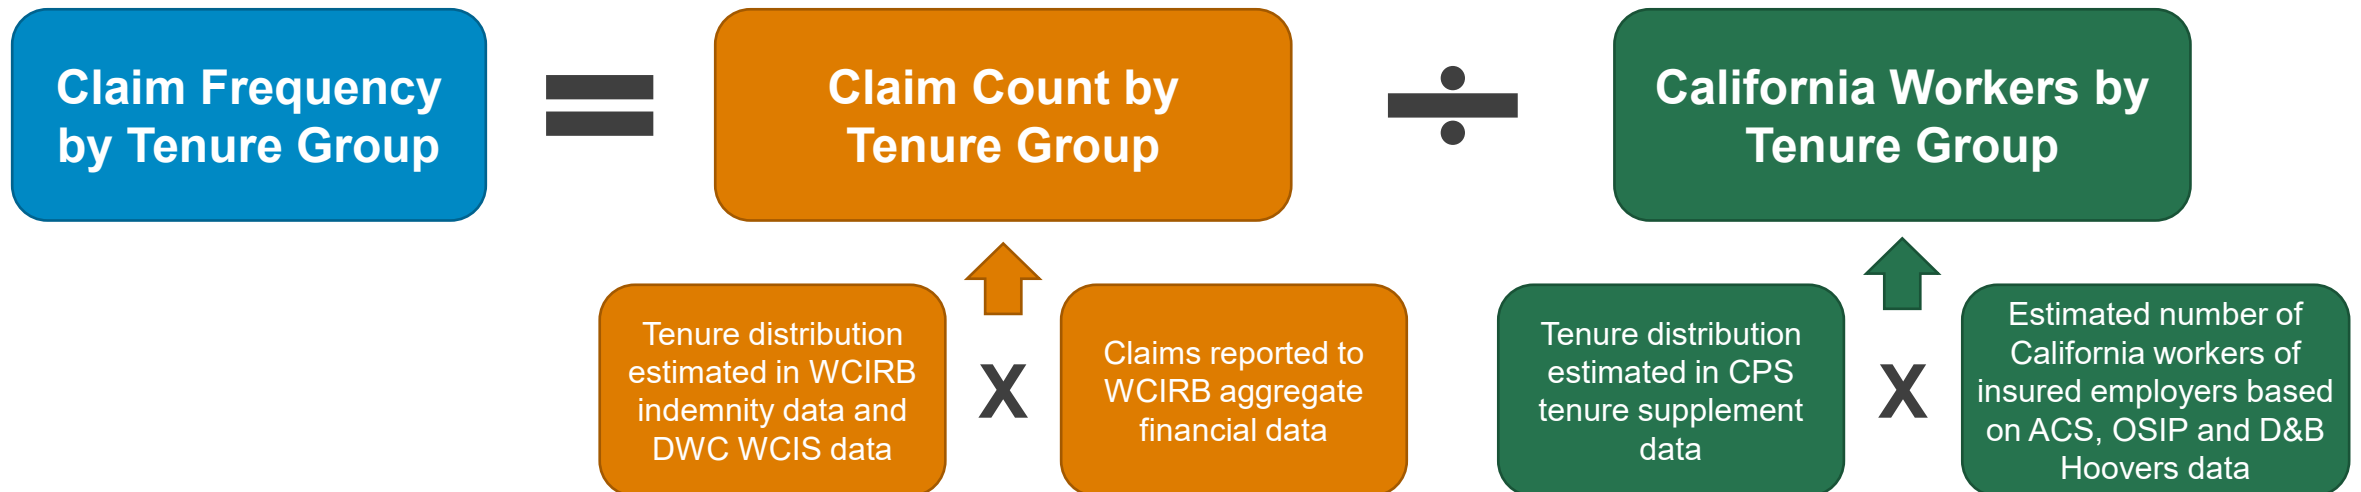 Claim Frequency
by Tenure Group
=
Claim Count by
Tenure Group
÷
California Workers by
Tenure Group
Tenure distribution
estimated in WCIRB
indemnity data and
DWC WCIS data
X
Claims reported to
WCIRB aggregate
financial data
Tenure distribution
estimated in CPS
tenure supplement
data
X
Estimated number of
California workers of
insured employers based
on ACS, OSIP and D&B
Hoovers data